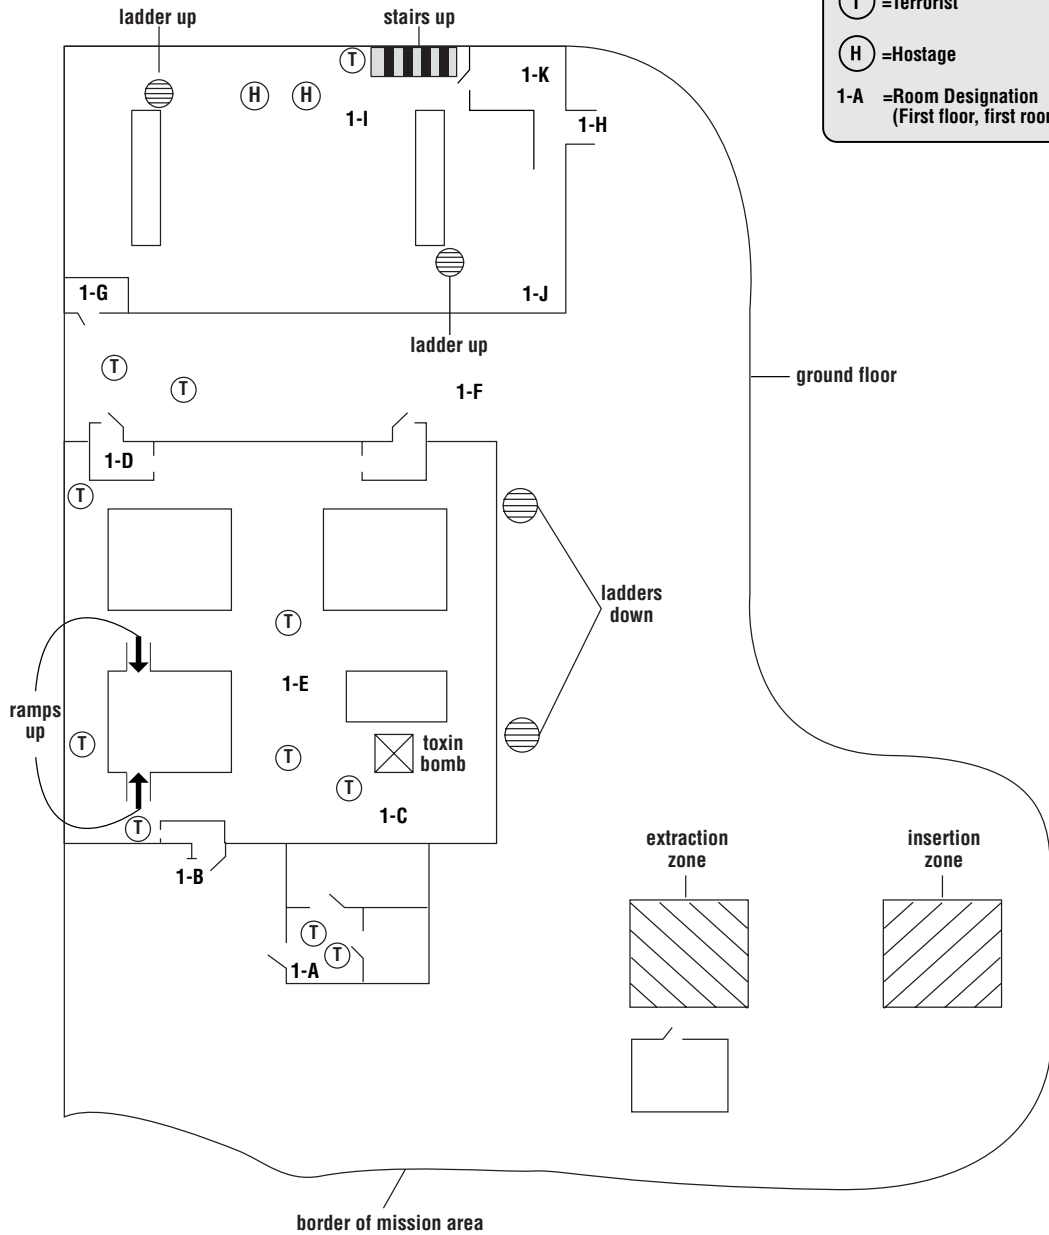 ladder up
stairs up
T =Terrorist
H =Hostage
1-A =Room Designation
(First floor, first
T
1-K
H H
1-I
1-H
1-G
1-J
ladder up
T
T
1-F
ground floor
1-D
T
ladders
down
T
1-E
ramps
up
T
T
toxin
bomb
T
1-C
T
1-B
extraction
zone
insertion
zone
T
T
1-A
border of mission area